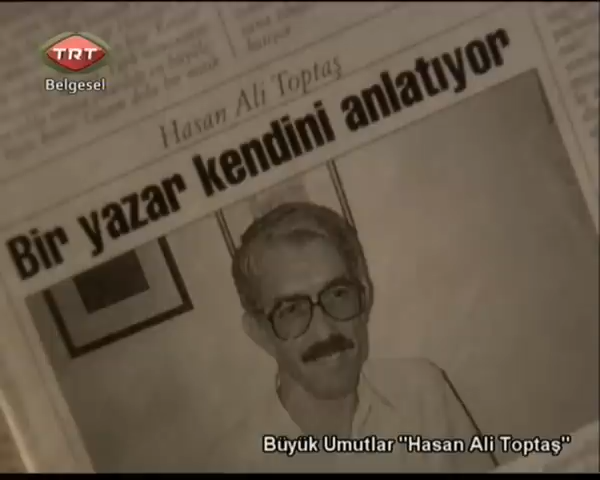 TRT
Belgesel
Hasan Ali Toptaş
Bir yazar kendini anlatıyor
Büyük Umutlar "Hasan Ali Toptaş"